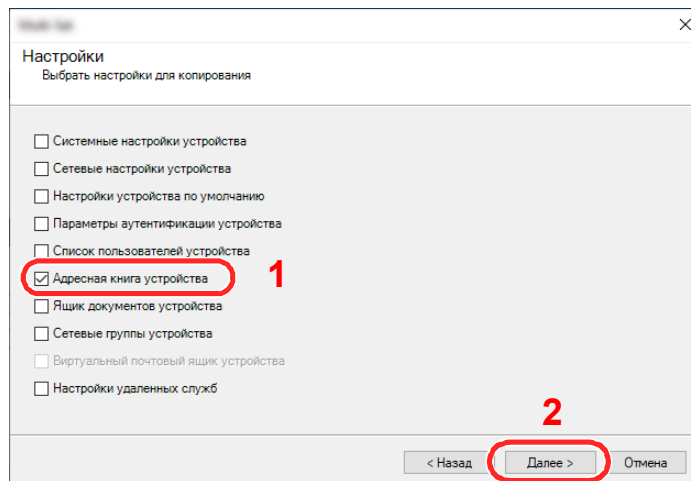 Настройки
Выбрать настройки для копирования
Системные настройки устройства
Сетевые настройки устройства
Настройки устройства по умолчанию
Параметры аутентификации устройства
Список пользователей устройства
Адресная книга устройства
1
Ящик документов устройства
Сетевые группы устройства
Виртуальный почтовый ящик устройства
Настройки удаленных служб
2
< Назад
Далее >
Отмена